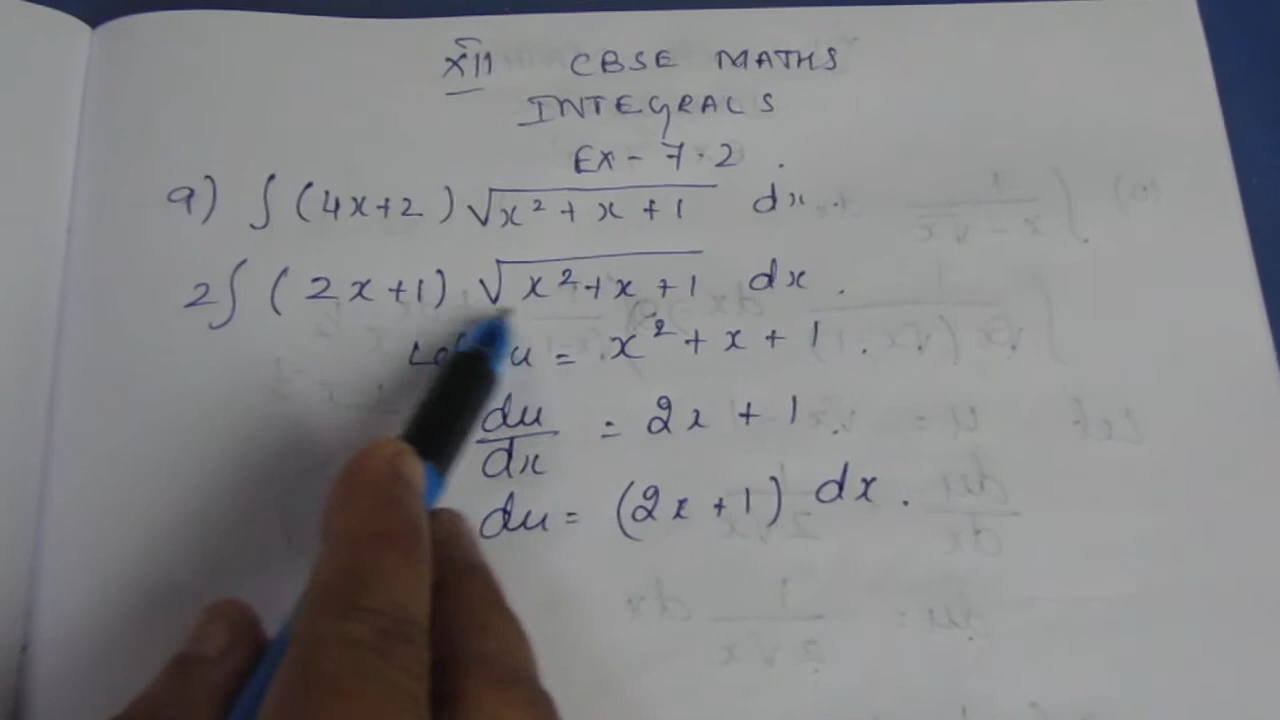 XII CBSE MATHS
INTEGRALS
Ex - 7.2 .
9) ∫ (4x+2) √(x² + x + 1) dx .
2∫ (2x+1) √(x²+x+1) dx .
u = x² + x + 1 .
du/dx = 2x + 1 .
du = (2x+1) dx .